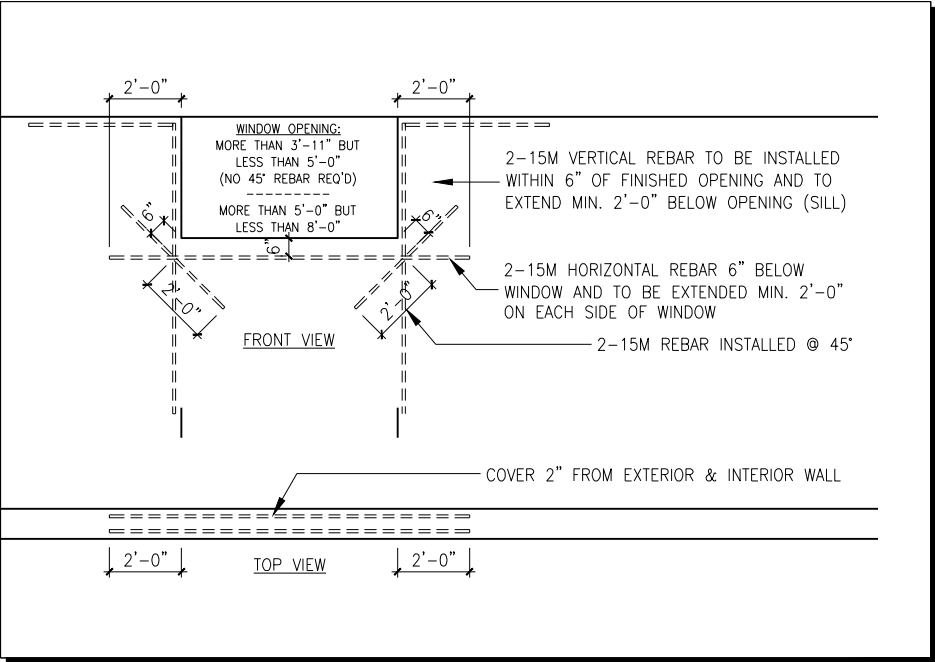 2'-0"
2'-0"
WINDOW OPENING:
MORE THAN 3'-11" BUT
LESS THAN 5'-0"
(NO 45° REBAR REQ'D)
MORE THAN 5'-0" BUT
LESS THAN 8'-0"
2-15M VERTICAL REBAR TO BE INSTALLED
WITHIN 6" OF FINISHED OPENING AND TO
EXTEND MIN. 2'-0" BELOW OPENING (SILL)
6"
6"
6"
2'-0"
2'-0"
2-15M HORIZONTAL REBAR 6" BELOW
WINDOW AND TO BE EXTENDED MIN. 2'-0"
ON EACH SIDE OF WINDOW
FRONT VIEW
2-15M REBAR INSTALLED @ 45°
COVER 2" FROM EXTERIOR & INTERIOR WALL
2'-0"
TOP VIEW
2'-0"